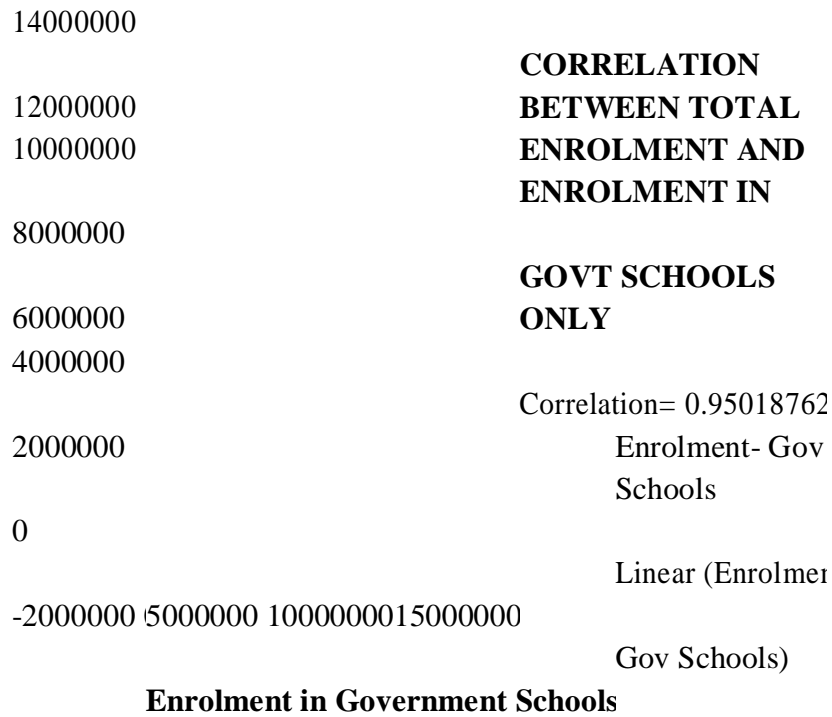 14000000
CORRELATION
12000000 BETWEEN TOTAL
10000000 ENROLMENT AND
ENROLMENT IN
8000000
GOVT SCHOOLS
6000000 ONLY
4000000
Correlation= 0.95018762
2000000 Enrolment- Gov
Schools
0
Linear (Enrolmen
-2000000 5000000 1000000015000000
Gov Schools)
Enrolment in Government Schools